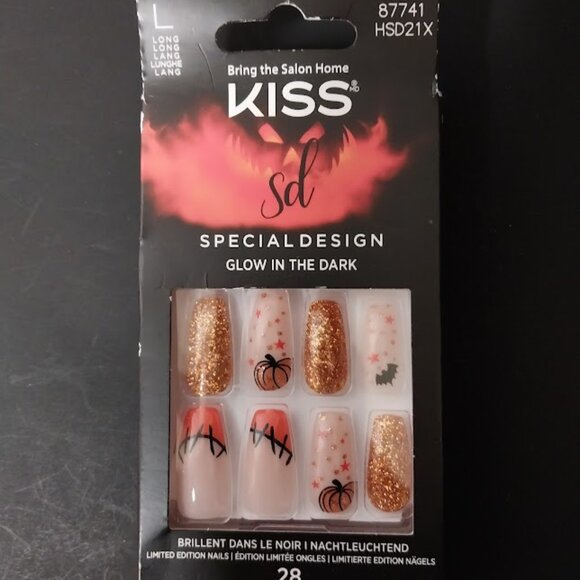 L
LONG
LONG
LANG
LUNGHE
LANG
87741
HSD21X
Bring the Salon Home
KISS®
MD
sd
SPECIAL DESIGN
GLOW IN THE DARK
BRILLENT DANS LE NOIR I NACHTLEUCHTEND
LIMITED EDITION NAILS | ÉDITION LIMITÉE ONGLES | LIMITIERTE EDITION NÄGELS
28